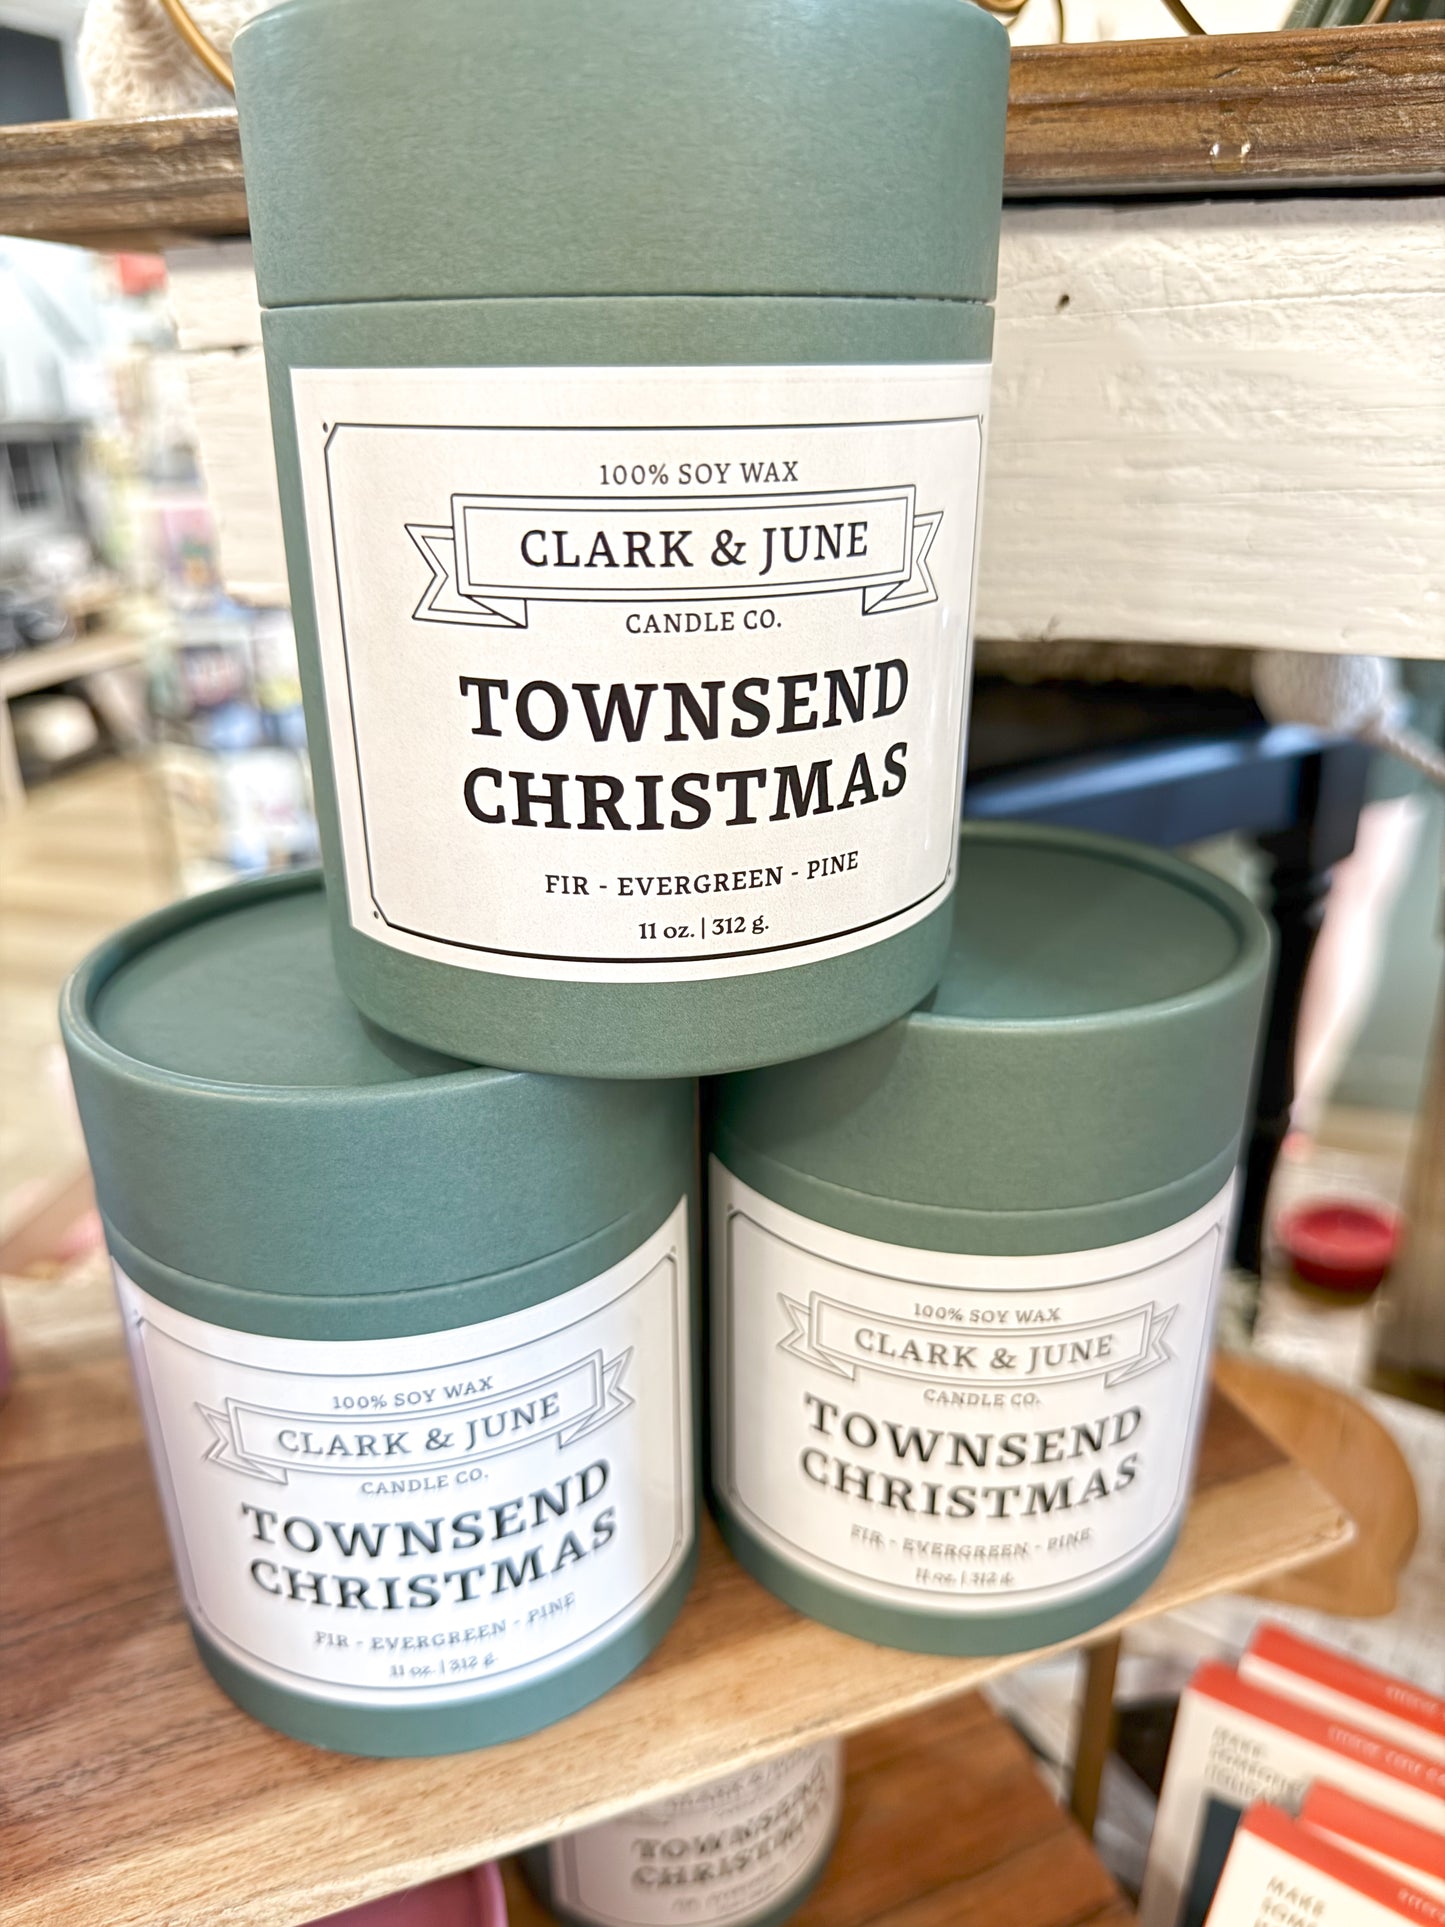 100% SOY WAX
CLARK & JUNE
CANDLE CO.
TOWNSEND
CHRISTMAS
FIR - EVERGREEN - PINE
11 oz. | 312 g.
100% SOY WAX
CLARK & JUNE
CANDLE CO.
TOWNSEND
CHRISTMAS
FIR - EVERGREEN - PINE
11 oz. | 312 g.
100% SOY WAX
CLARK & JUNE
CANDLE CO.
TOWNSEND
CHRISTMAS
FIR - EVERGREEN - PINE
11 oz. | 312 g.
TOWNSEND
CHRISTMAS
MAKE
MAKE